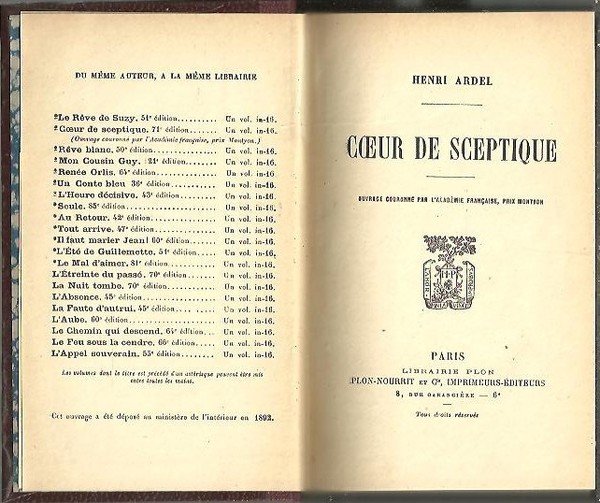 DU MÊME AUTEUR, A LA MÊME LIBRAIRIE
*Le Rêve de Suzy. 51e édition.......... Un vol. in-16.
*Cœur de sceptique. 71e édition....... Un vol. in-16.
(Ouvrage couronné par l'Académie française, prix Montyon.)
*Rêve blanc. 50e édition.............. Un vol. in-16.
*Mon Cousin Guy. 21e édition........ Un vol. in-16.
*Renée Orlis. 64e édition............. Un vol. in-16
*Un Conte bleu 36e édition........... Un vol. in-16.
*L'Heure décisive. 43e édition........ Un vol. in-16.
*Seule. 85e édition................... Un vol. in-16.
*Au Retour. 42e édition.............. Un vol. in-16.
*Tout arrive. 47e édition............. Un vol. in-16.
*Il faut marier Jean! 60e édition...... Un vol. in-16.
*L'Été de Guillemette. 51e édition..... Un vol. in-16.
*Le Mal d'aimer. 81e édition.......... Un vol. in-16.
L'Étreinte du passé. 70e édition....... Un vol. in-16.
La Nuit tombe. 70e édition........... Un vol. in-16.
L'Absence. 45e édition............... Un vol. in-16.
La Faute d'autrui. 45e édition......... Un vol. in-16.
L'Aube. 60e édition.................. Un vol. in-16.
Le Chemin qui descend. 64e édition... Un vol. in-16.
Le Feu sous la cendre. 66e édition..... Un vol. in-16.
L'Appel souverain. 55e édition........ Un vol. in-16.
Les volumes dont le titre est précédé d'un astérisque peuvent être mis
entre toutes les mains.
Cet ouvrage a été déposé au ministère de l'intérieur en 1893.
HENRI ARDEL
CŒUR DE SCEPTIQUE
OUVRAGE COURONNÉ PAR L'ACADÉMIE FRANÇAISE, PRIX MONTYON
LABOR
H·P
PARIS
LIBRAIRIE PLON
PLON-NOURRIT ET Cie, IMPRIMEURS-ÉDITEURS
8, RUE GARANCIÈRE — 6e
Tous droits réservés